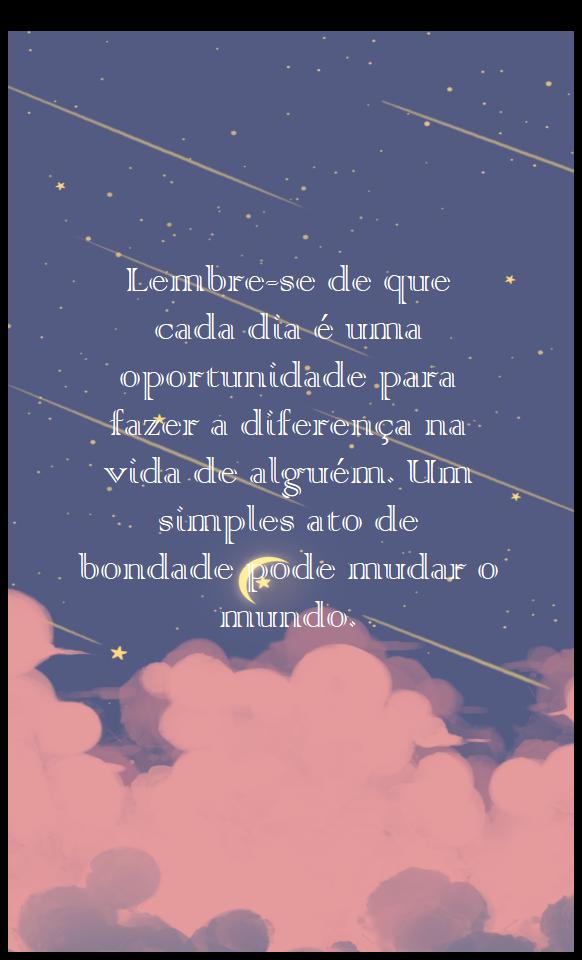 Lembre-se de que
cada dia é uma
oportunidade para
fazer a diferença na
vida de alguém. Um
simples ato de
bondade pode mudar o
mundo.